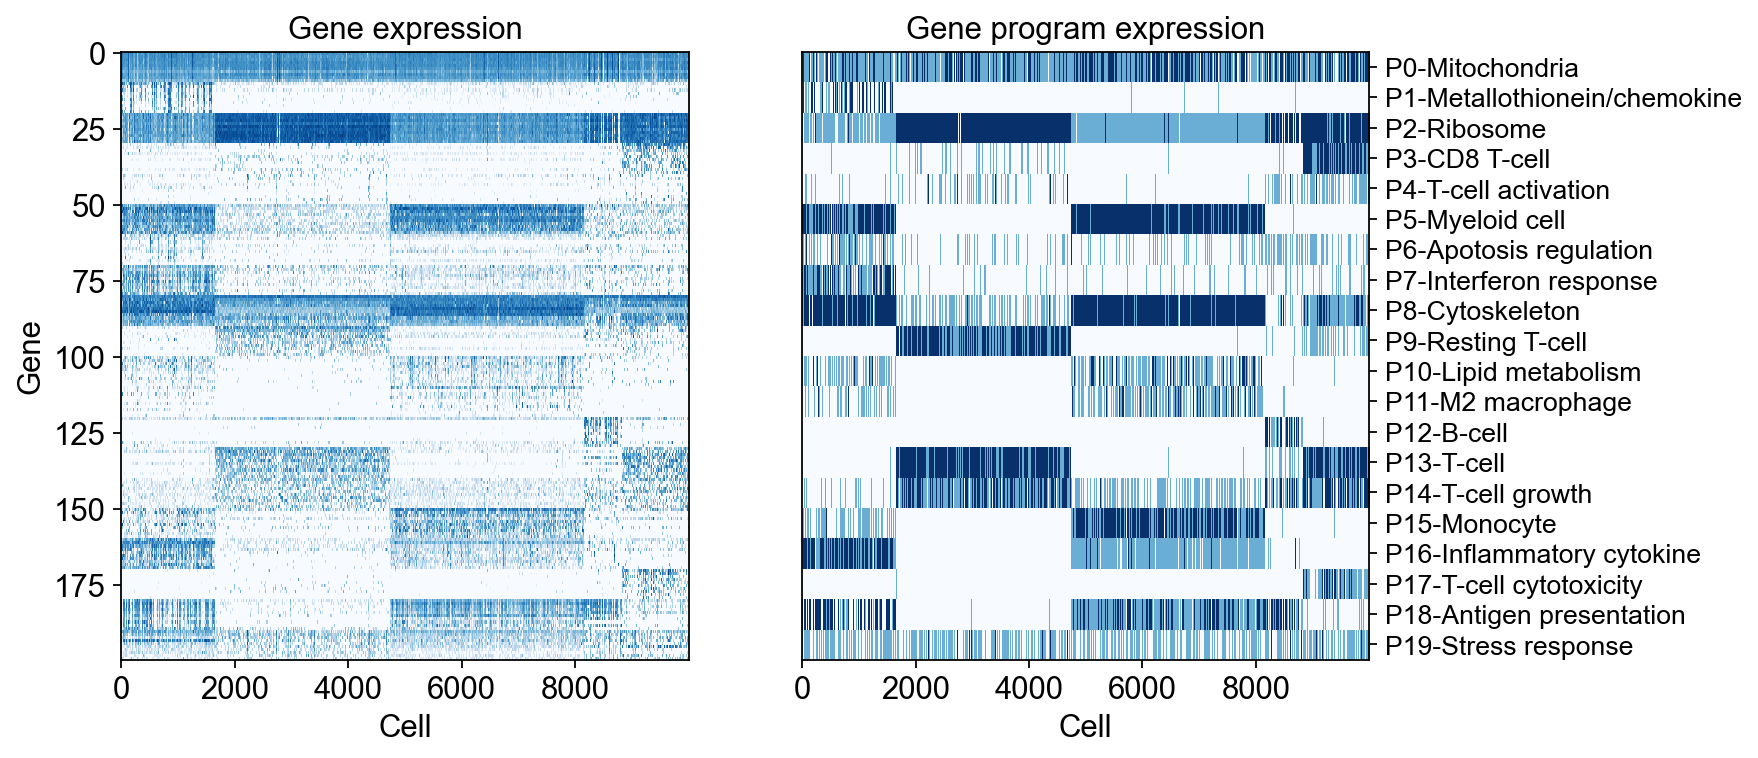 Gene expression
Gene program expression
0
25
50
75
100
125
150
175
Gene
0 2000 4000 6000 8000
Cell
P0-Mitochondria
P1-Metallothionein/chemokine
P2-Ribosome
P3-CD8 T-cell
P4-T-cell activation
P5-Myeloid cell
P6-Apotosis regulation
P7-Interferon response
P8-Cytoskeleton
P9-Resting T-cell
P10-Lipid metabolism
P11-M2 macrophage
P12-B-cell
P13-T-cell
P14-T-cell growth
P15-Monocyte
P16-Inflammatory cytokine
P17-T-cell cytotoxicity
P18-Antigen presentation
P19-Stress response
0 2000 4000 6000 8000
Cell